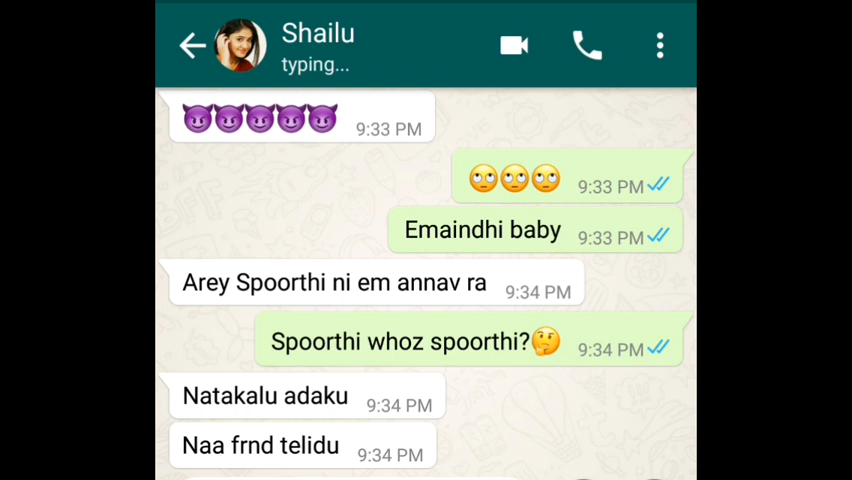 Shailu
typing...
😈😈😈😈😈 9:33 PM
🙄🙄🙄 9:33 PM
Emaindhi baby 9:33 PM
Arey Spoorthi ni em annav ra 9:34 PM
Spoorthi whoz spoorthi?🤔 9:34 PM
Natakalu adaku 9:34 PM
Naa frnd telidu 9:34 PM